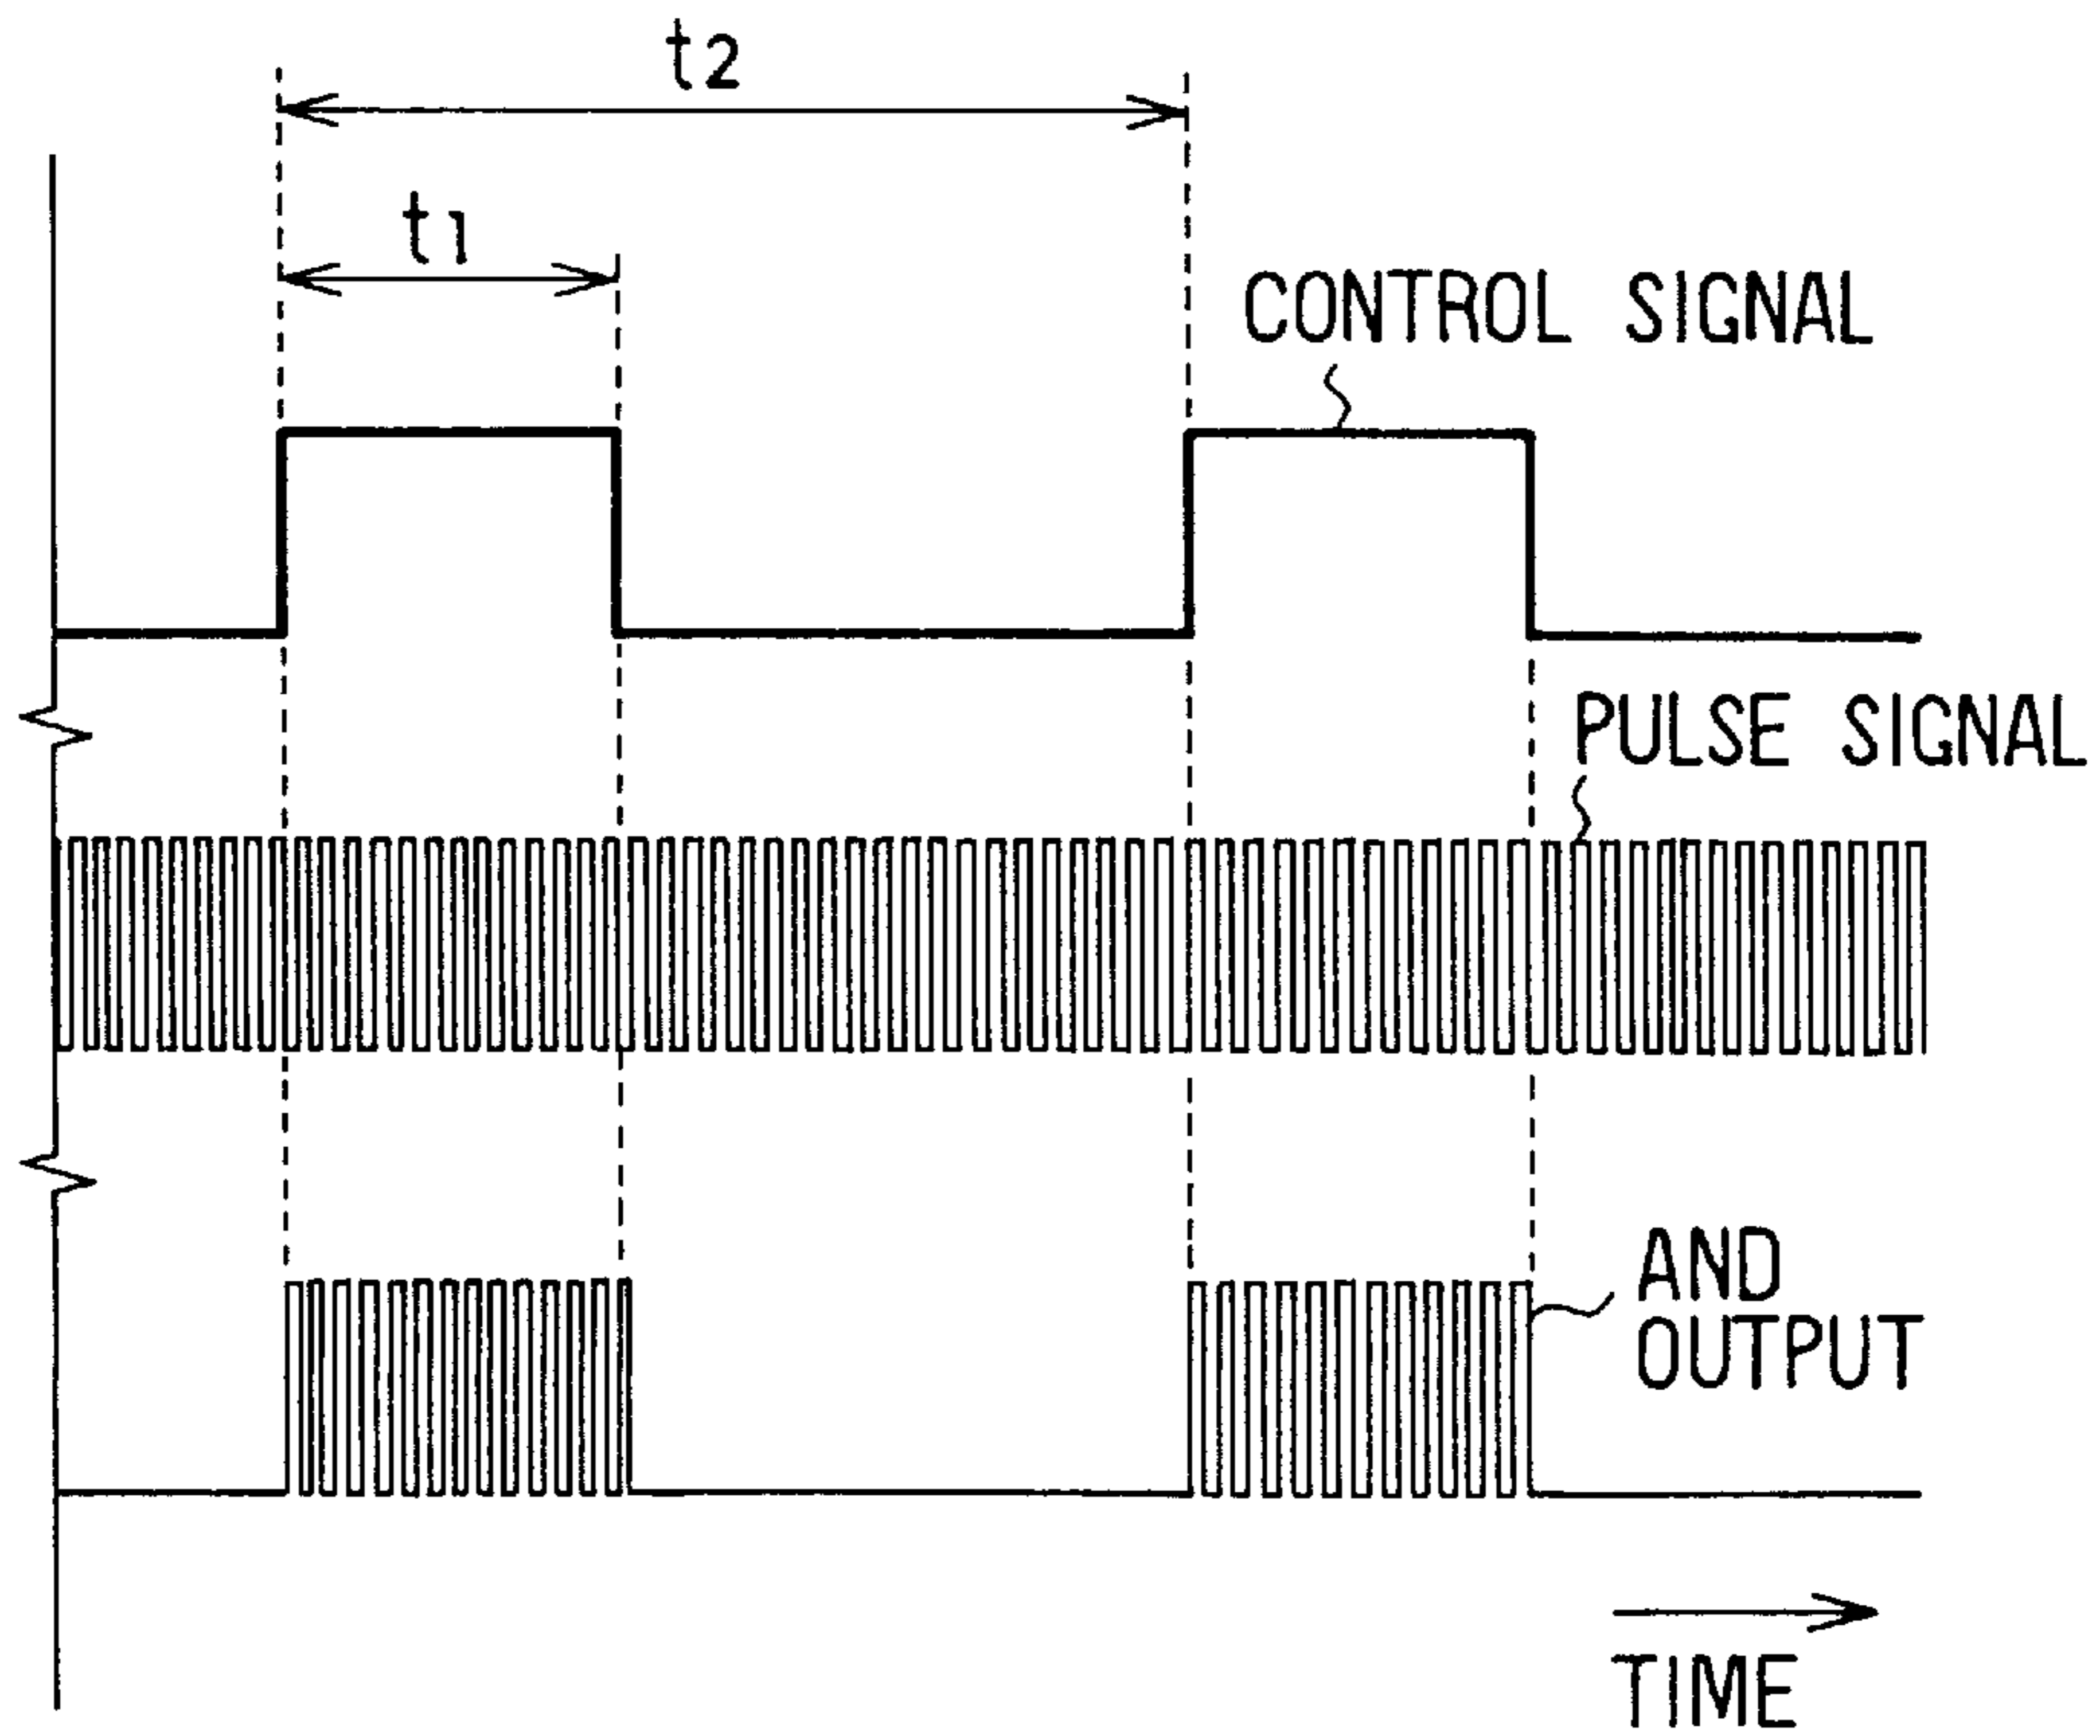 t2
t1
CONTROL SIGNAL
PULSE SIGNAL
AND
OUTPUT
TIME